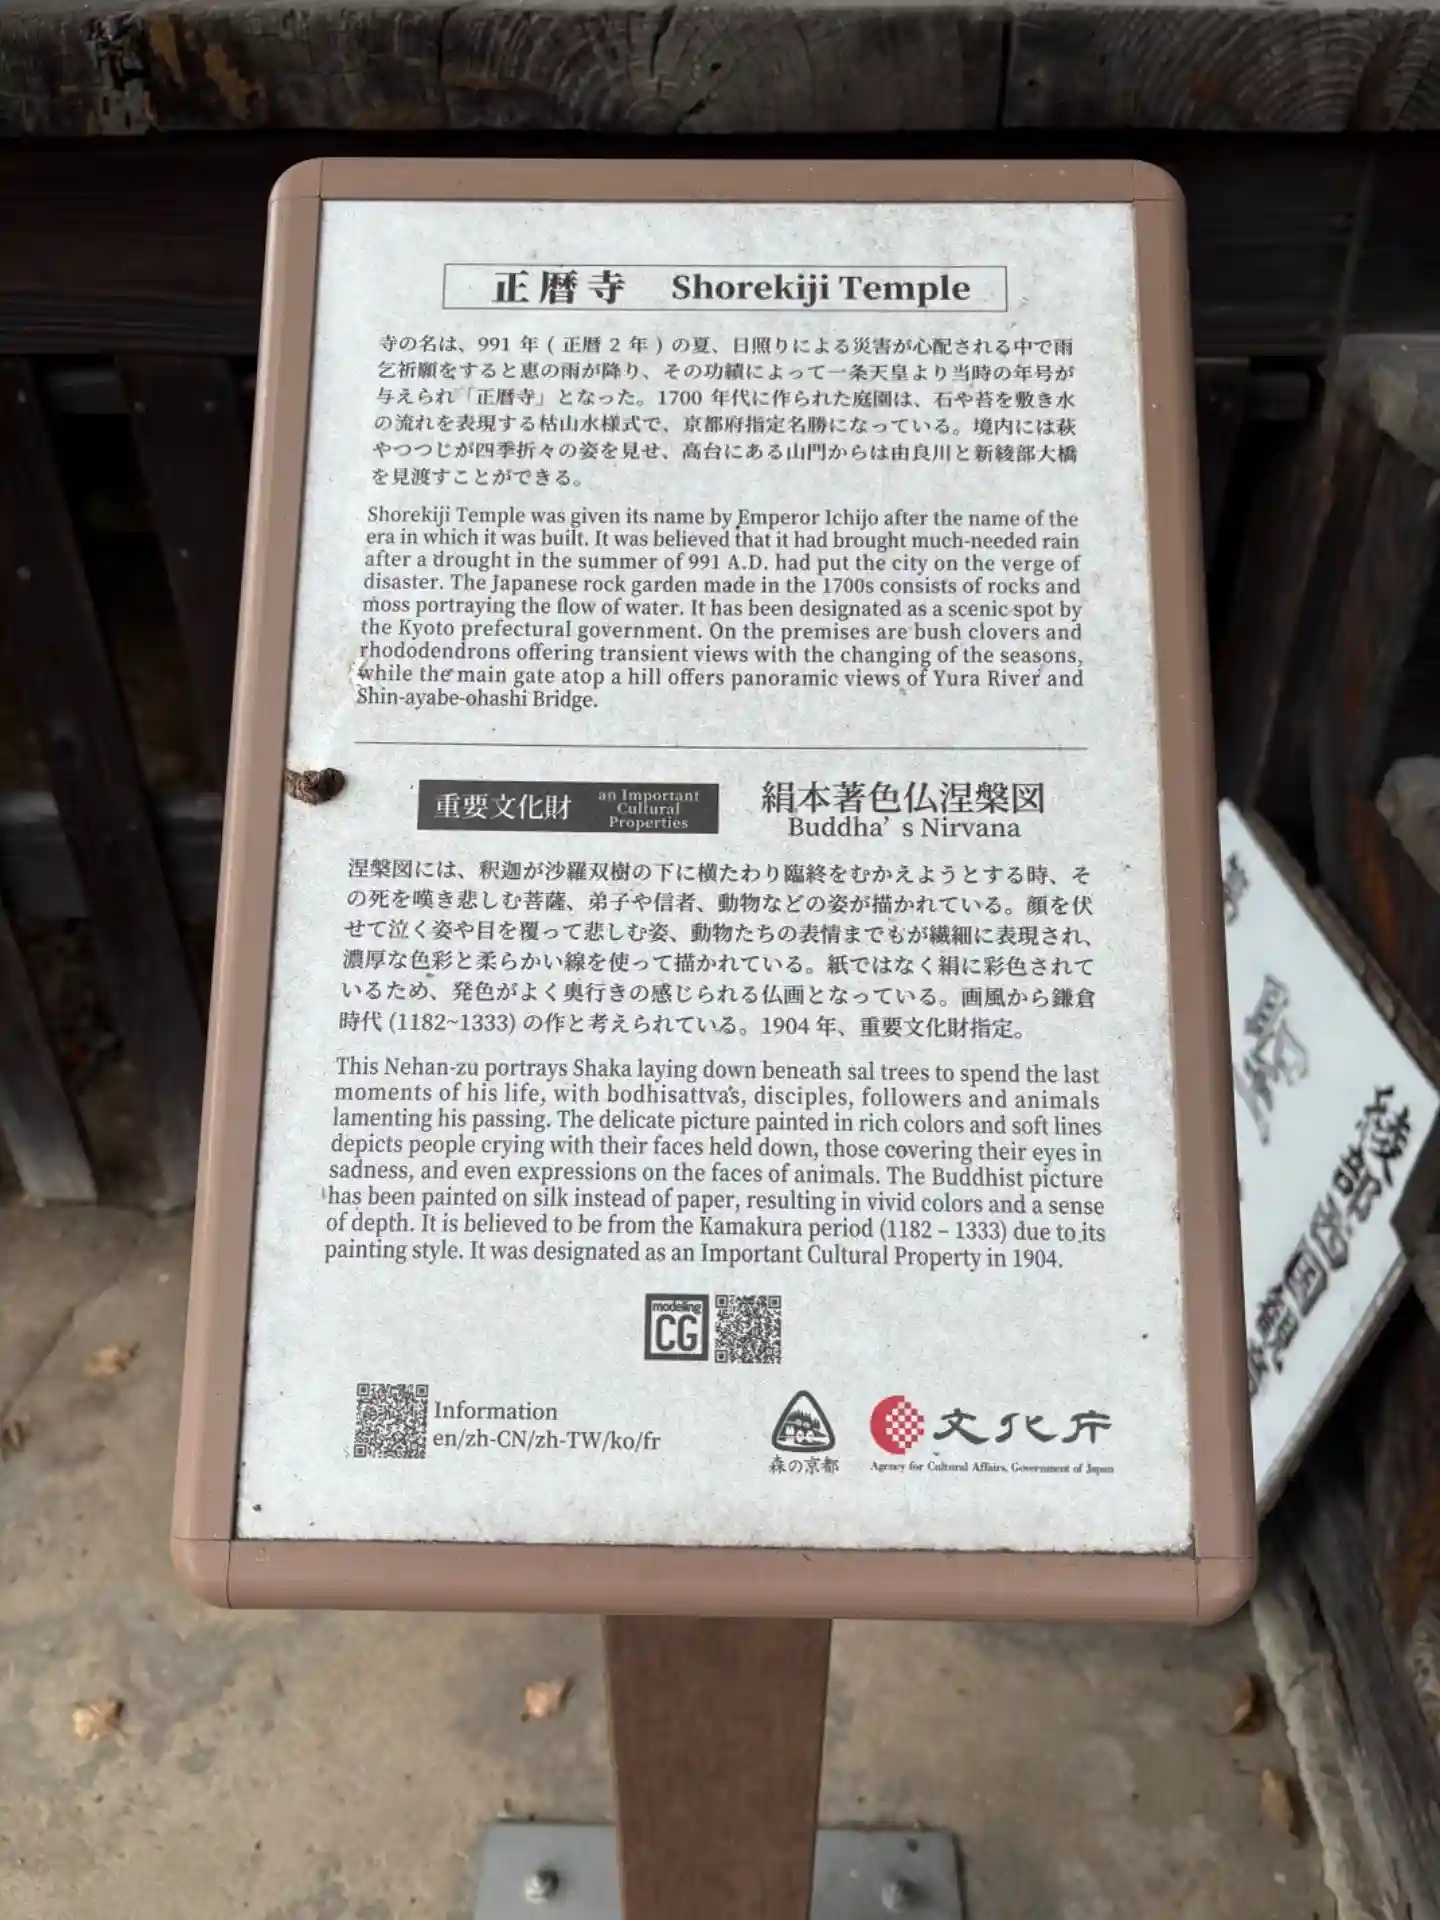 正暦寺 Shorekiji Temple
寺の名は、991 年 ( 正暦 2 年 ) の夏、日照りによる災害が心配される中で雨
乞祈願をすると恵の雨が降り、その功績によって一条天皇より当時の年号が
与えられ「正暦寺」となった。1700 年代に作られた庭園は、石や苔を敷き水
の流れを表現する枯山水様式で、京都府指定名勝になっている。境内には萩
やつつじが四季折々の姿を見せ、高台にある山門からは由良川と新綾部大橋
を見渡すことができる。
Shorekiji Temple was given its name by Emperor Ichijo after the name of the
era in which it was built. It was believed that it had brought much-needed rain
after a drought in the summer of 991 A.D. had put the city on the verge of
disaster. The Japanese rock garden made in the 1700s consists of rocks and
moss portraying the flow of water. It has been designated as a scenic spot by
the Kyoto prefectural government. On the premises are bush clovers and
rhododendrons offering transient views with the changing of the seasons,
while the main gate atop a hill offers panoramic views of Yura River and
Shin-ayabe-ohashi Bridge.
重要文化財
an Important
Cultural
Properties
絹本著色仏涅槃図
Buddha’s Nirvana
涅槃図には、釈迦が沙羅双樹の下に横たわり臨終をむかえようとする時、そ
の死を嘆き悲しむ菩薩、弟子や信者、動物などの姿が描かれている。顔を伏
せて泣く姿や目を覆って悲しむ姿、動物たちの表情までもが繊細に表現され、
濃厚な色彩と柔らかい線を使って描かれている。紙ではなく絹に彩色されて
いるため、発色がよく奥行きの感じられる仏画となっている。画風から鎌倉
時代 (1182~1333) の作と考えられている。1904 年、重要文化財指定。
This Nehan-zu portrays Shaka laying down beneath sal trees to spend the last
moments of his life, with bodhisattva's, disciples, followers and animals
lamenting his passing. The delicate picture painted in rich colors and soft lines
depicts people crying with their faces held down, those covering their eyes in
sadness, and even expressions on the faces of animals. The Buddhist picture
has been painted on silk instead of paper, resulting in vivid colors and a sense
of depth. It is believed to be from the Kamakura period (1182 – 1333) due to its
painting style. It was designated as an Important Cultural Property in 1904.
modeling
CG
Information
en/zh-CN/zh-TW/ko/fr
森の京都
文化庁
Agency for Cultural Affairs, Government of Japan